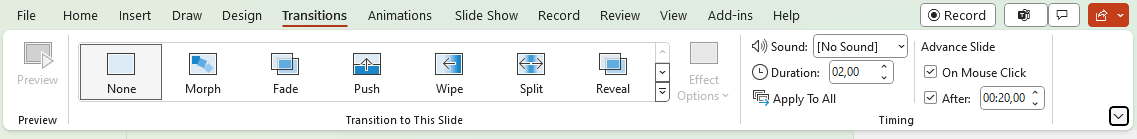 File Home Insert Draw Design Transitions Animations Slide Show Record Review View Add-ins Help Record
Preview
None Morph Fade Push Wipe Split Reveal
Effect
Options
Sound: [No Sound]
Duration: 02,00
Apply To All
Advance Slide
On Mouse Click
After: 00:20,00
Preview Transition to This Slide Timing